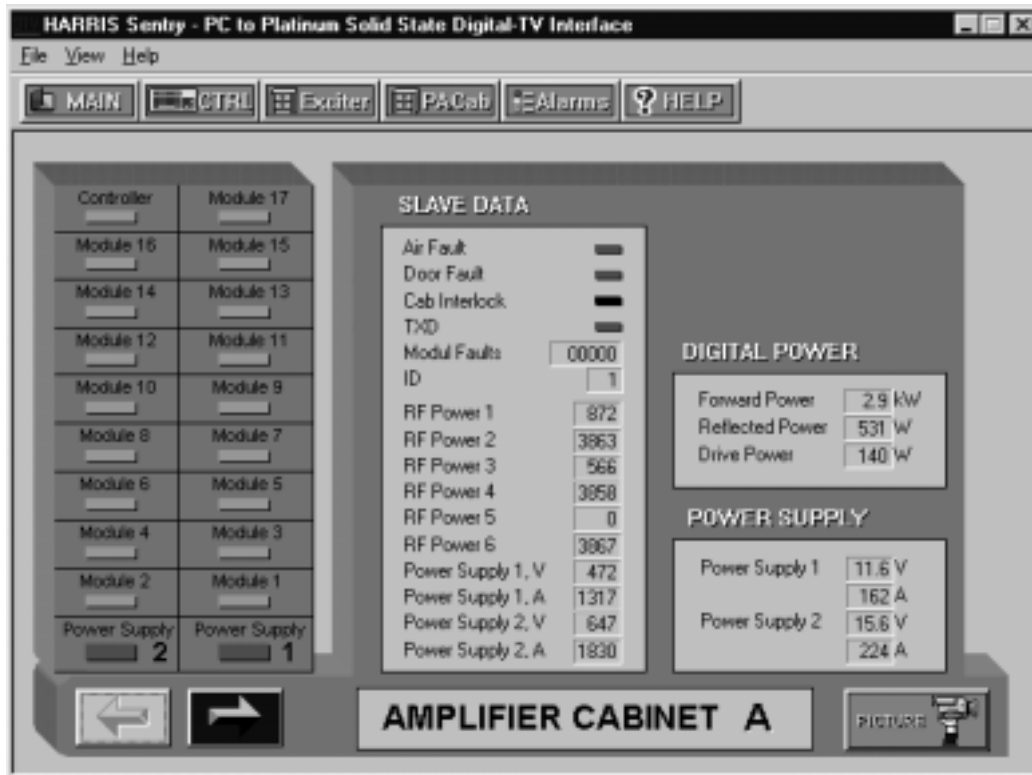 HARRIS Sentry - PC to Platinum Solid State Digital-TV Interface
File View Help
MAIN CTRL Exciter PACab Alarms HELP
Controller Module 17
Module 16 Module 15
Module 14 Module 13
Module 12 Module 11
Module 10 Module 9
Module 8 Module 7
Module 6 Module 5
Module 4 Module 3
Module 2 Module 1
Power Supply 2 Power Supply 1
SLAVE DATA
Air Fault
Door Fault
Cab Interlock
TXD
Modul Faults 00000
ID 1
RF Power 1 872
RF Power 2 3863
RF Power 3 566
RF Power 4 3858
RF Power 5 0
RF Power 6 3867
Power Supply 1, V 472
Power Supply 1, A 1317
Power Supply 2, V 647
Power Supply 2, A 1830
DIGITAL POWER
Forward Power 2.9 kW
Reflected Power 531 W
Drive Power 140 W
POWER SUPPLY
Power Supply 1 11.6 V
162 A
Power Supply 2 15.6 V
224 A
AMPLIFIER CABINET A
PICTURE